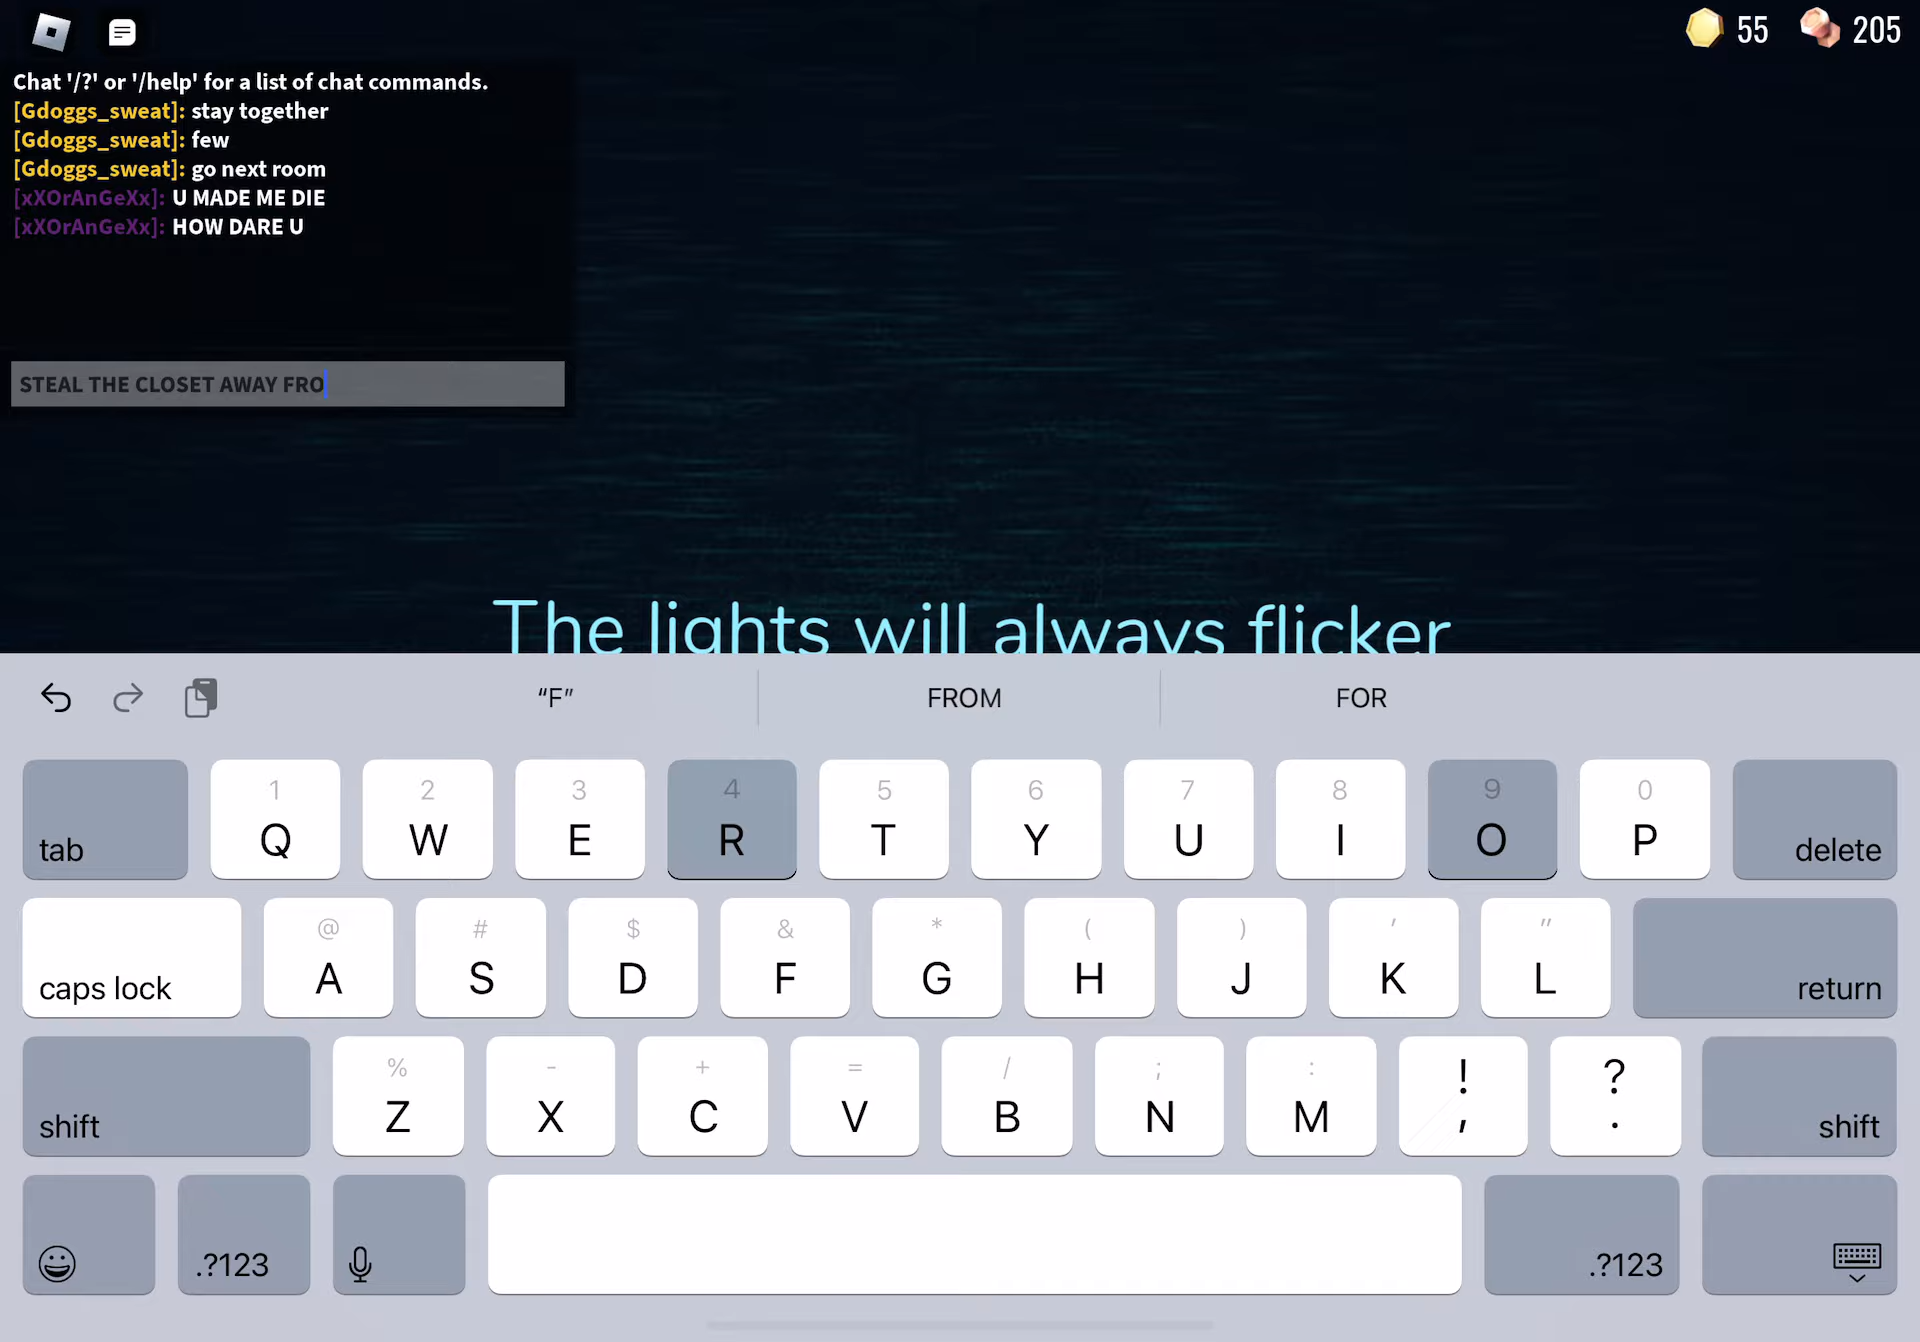 55 205
Chat '/?' or '/help' for a list of chat commands.
[Gdoggs_sweat]: stay together
[Gdoggs_sweat]: few
[Gdoggs_sweat]: go next room
[xXOrAnGeXx]: U MADE ME DIE
[xXOrAnGeXx]: HOW DARE U
STEAL THE CLOSET AWAY FRO
The lights will always flicker
“F” FROM FOR
1 2 3 4 5 6 7 8 9 0
tab Q W E R T Y U I O P delete
@ # $ & * ( ) ' "
caps lock A S D F G H J K L return
% - + = / ; : ! ?
shift Z X C V B N M , . shift
.?123 .?123